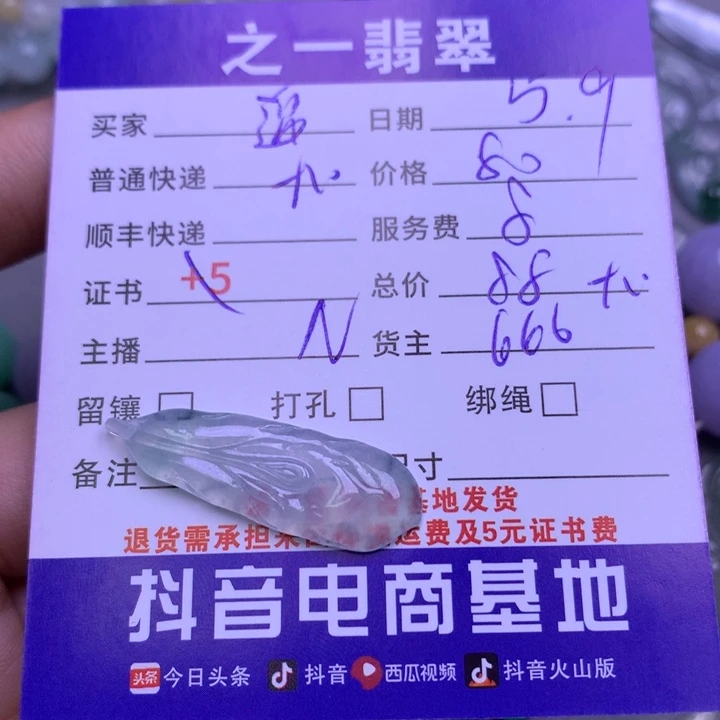 之一翡翠
买家 日期 5.9
普通快递 价格 80
顺丰快递 服务费 8
证书 +5 总价 88
主播 N 货主 666
留镶 打孔 绑绳
备注 寸
基地发货
退货需承担来 运费及5元证书费
抖音电商基地
头条 今日头条 抖音 西瓜视频 抖音火山版